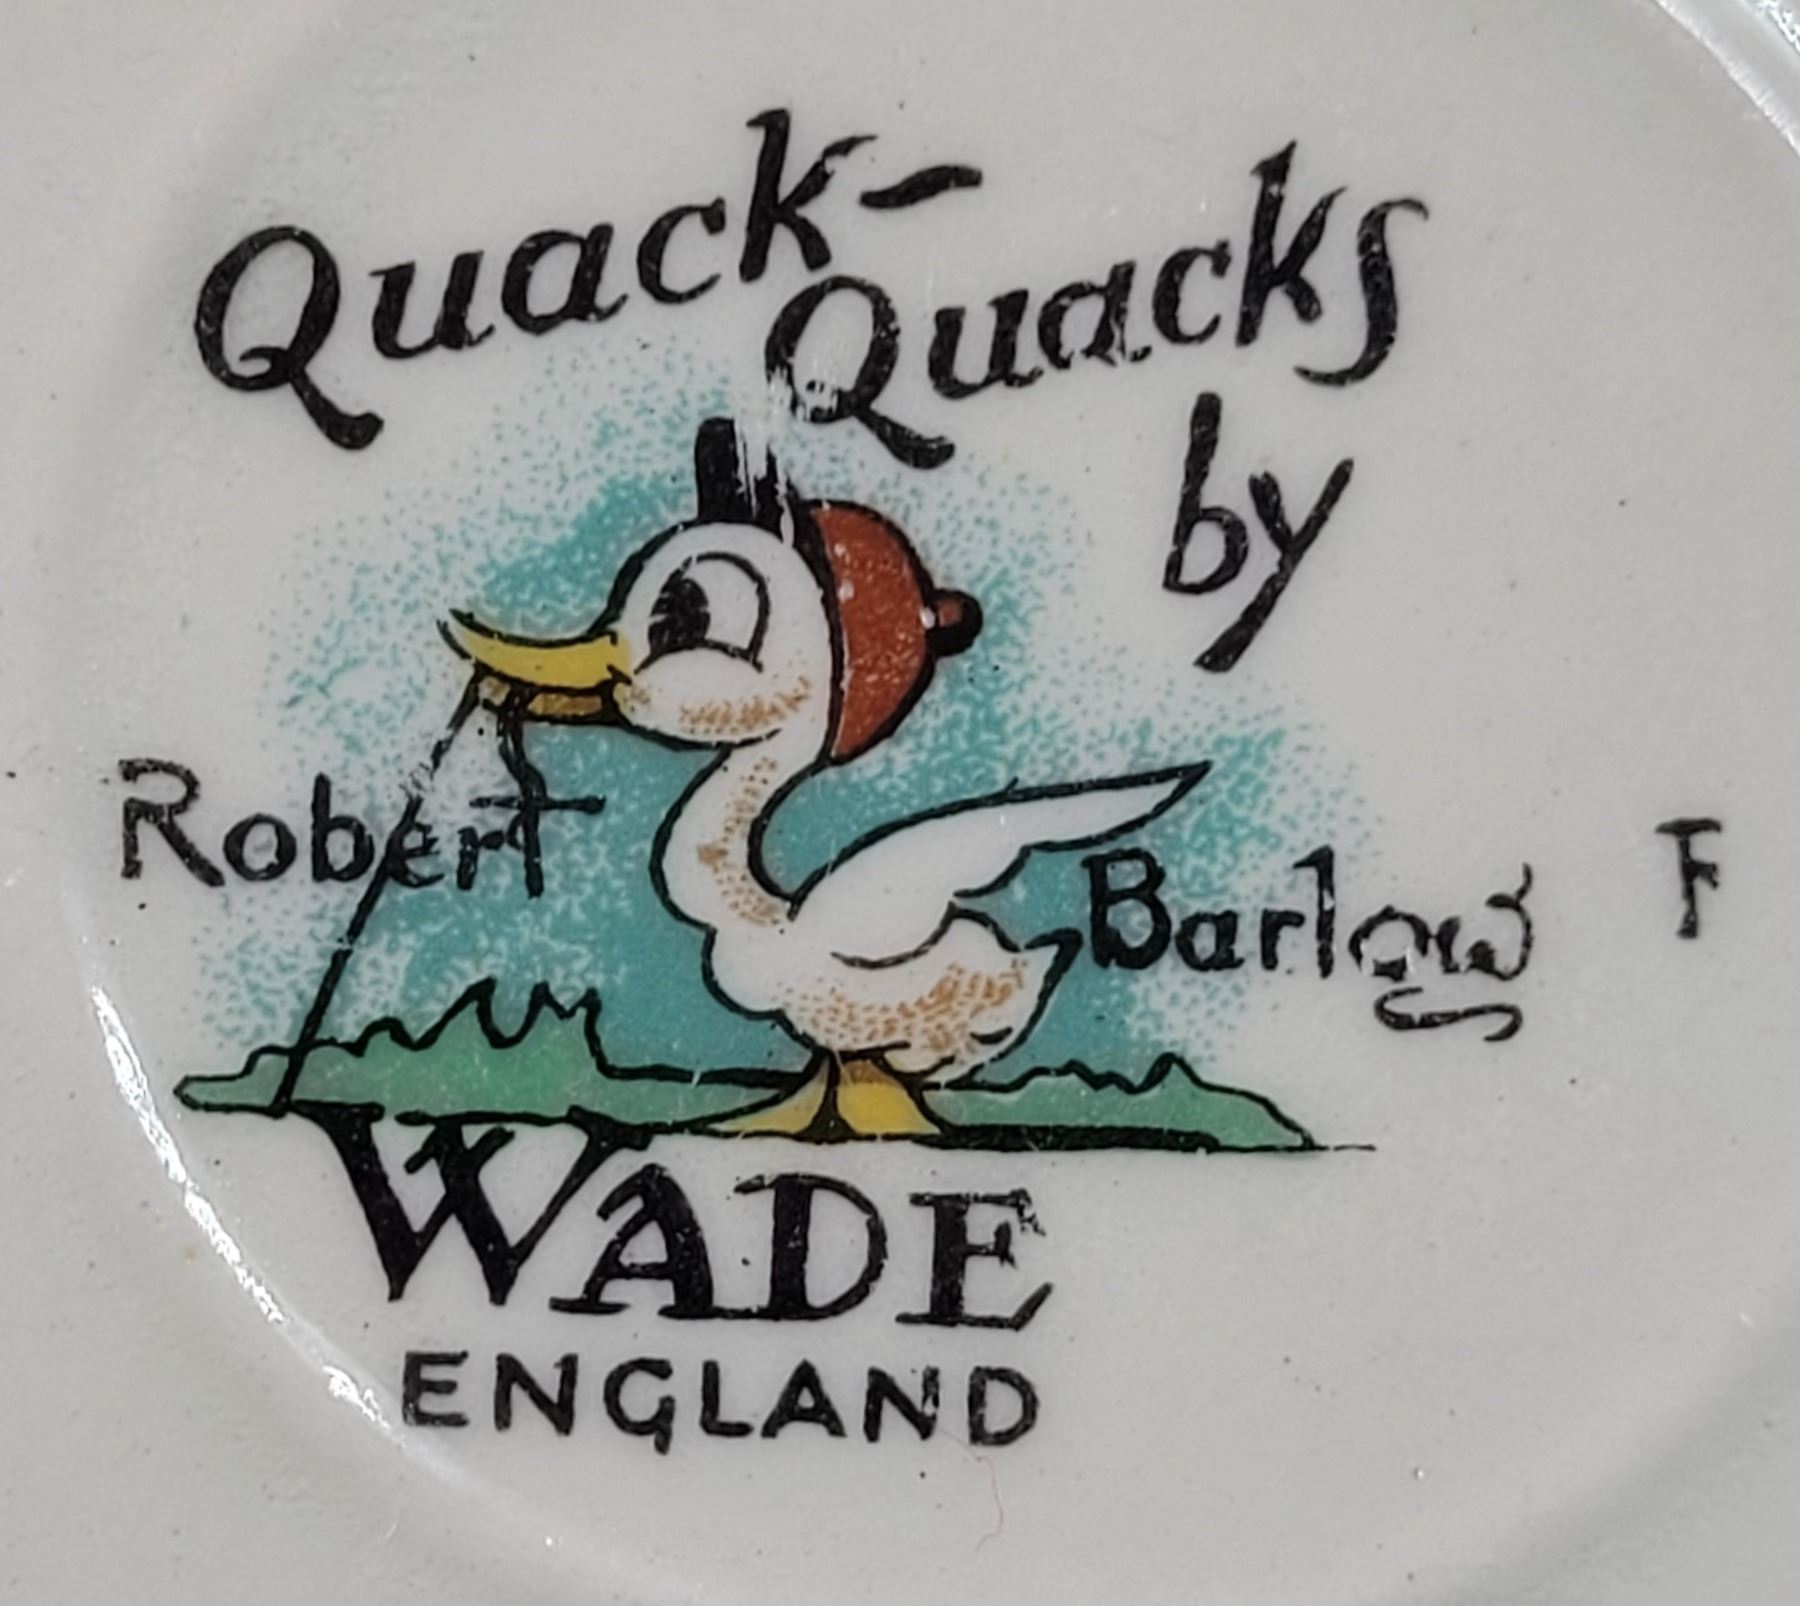 Quack-
Quacks
by
Robert Barlow F
WADE
ENGLAND